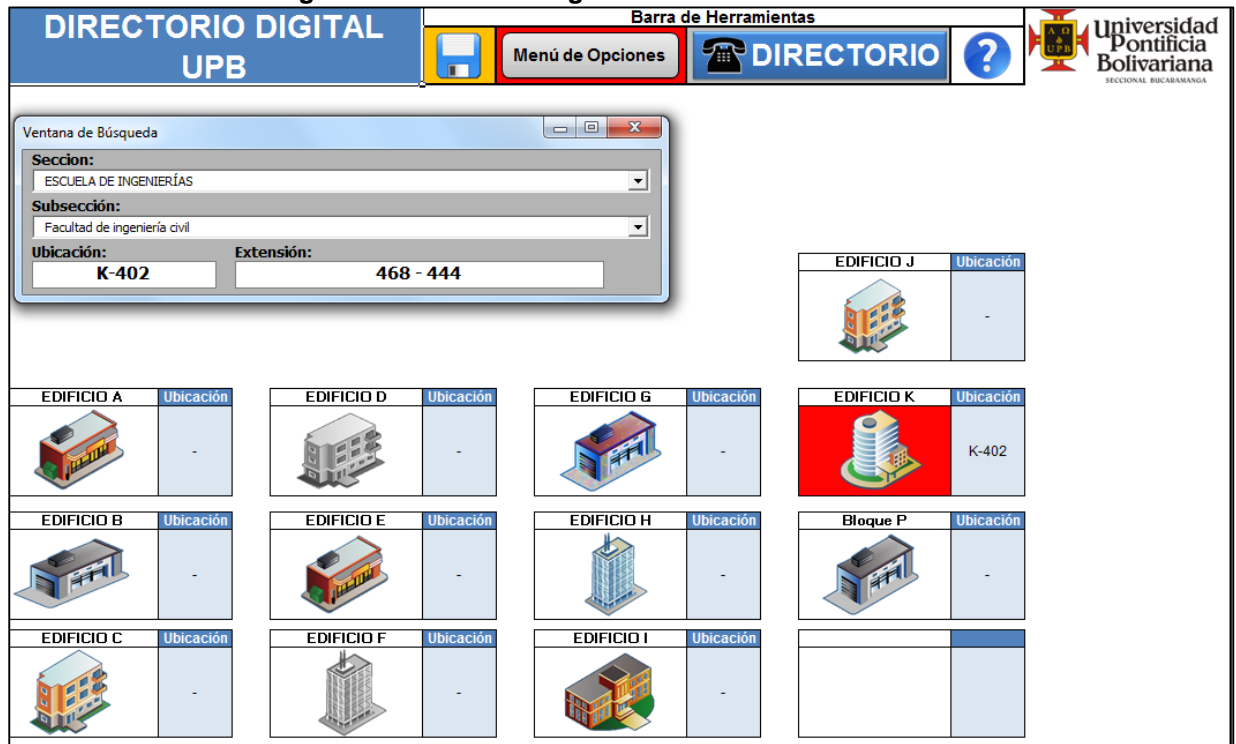 DIRECTORIO DIGITAL
UPB
Barra de Herramientas
Menú de Opciones
DIRECTORIO
?
Α Ω
UPB
Universidad
Pontificia
Bolivariana
SECCIONAL BUCARAMANGA
Ventana de Búsqueda
Seccion:
ESCUELA DE INGENIERÍAS
Subsección:
Facultad de ingeniería civil
Ubicación: Extensión:
K-402 468 - 444
EDIFICIO J Ubicación
-
EDIFICIO A Ubicación EDIFICIO D Ubicación EDIFICIO G Ubicación EDIFICIO K Ubicación
- - - K-402
EDIFICIO B Ubicación EDIFICIO E Ubicación EDIFICIO H Ubicación Bloque P Ubicación
- - - -
EDIFICIO C Ubicación EDIFICIO F Ubicación EDIFICIO I Ubicación
- - -